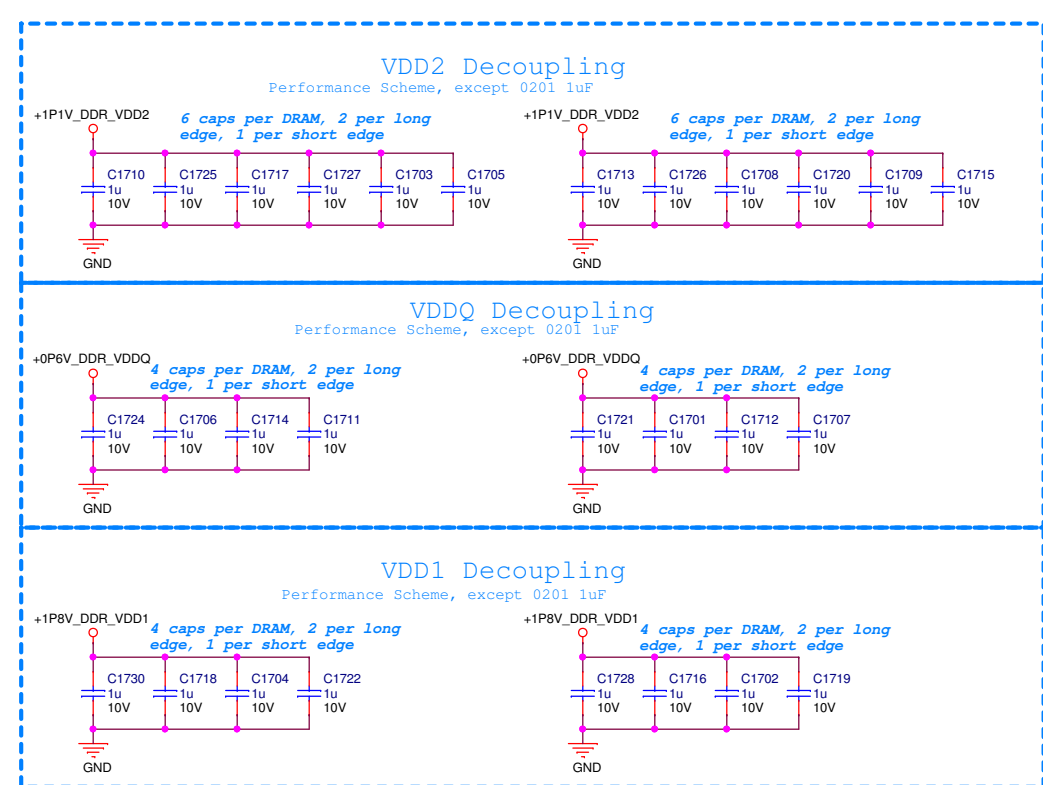 VDD2 Decoupling
Performance Scheme, except 0201 1uF
+1P1V_DDR_VDD2
6 caps per DRAM, 2 per long
edge, 1 per short edge
C1710
1u
10V
C1725
1u
10V
C1717
1u
10V
C1727
1u
10V
C1703
1u
10V
C1705
1u
10V
GND
+1P1V_DDR_VDD2
6 caps per DRAM, 2 per long
edge, 1 per short edge
C1713
1u
10V
C1726
1u
10V
C1708
1u
10V
C1720
1u
10V
C1709
1u
10V
C1715
1u
10V
GND
VDDQ Decoupling
Performance Scheme, except 0201 1uF
+0P6V_DDR_VDDQ
4 caps per DRAM, 2 per long
edge, 1 per short edge
C1724
1u
10V
C1706
1u
10V
C1714
1u
10V
C1711
1u
10V
GND
+0P6V_DDR_VDDQ
4 caps per DRAM, 2 per long
edge, 1 per short edge
C1721
1u
10V
C1701
1u
10V
C1712
1u
10V
C1707
1u
10V
GND
VDD1 Decoupling
Performance Scheme, except 0201 1uF
+1P8V_DDR_VDD1
4 caps per DRAM, 2 per long
edge, 1 per short edge
C1730
1u
10V
C1718
1u
10V
C1704
1u
10V
C1722
1u
10V
GND
+1P8V_DDR_VDD1
4 caps per DRAM, 2 per long
edge, 1 per short edge
C1728
1u
10V
C1716
1u
10V
C1702
1u
10V
C1719
1u
10V
GND